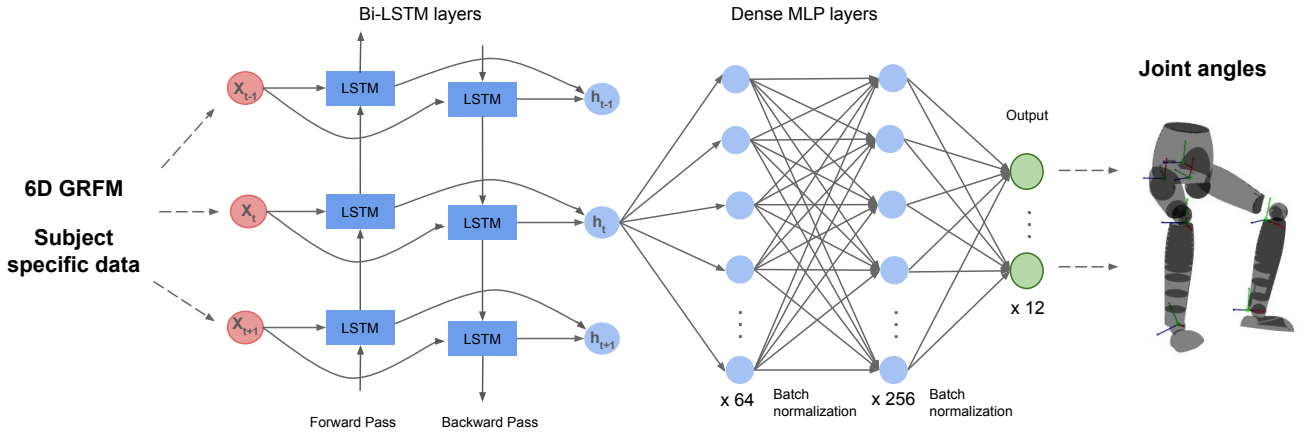 Bi-LSTM layers
Dense MLP layers
Joint angles
6D GRFM
Subject
specific data
X_{t-1}
LSTM
LSTM
h_{t-1}
X_t
LSTM
LSTM
h_t
X_{t+1}
LSTM
LSTM
h_{t+1}
Forward Pass
Backward Pass
x 64
Batch
normalization
x 256
Batch
normalization
Output
x 12